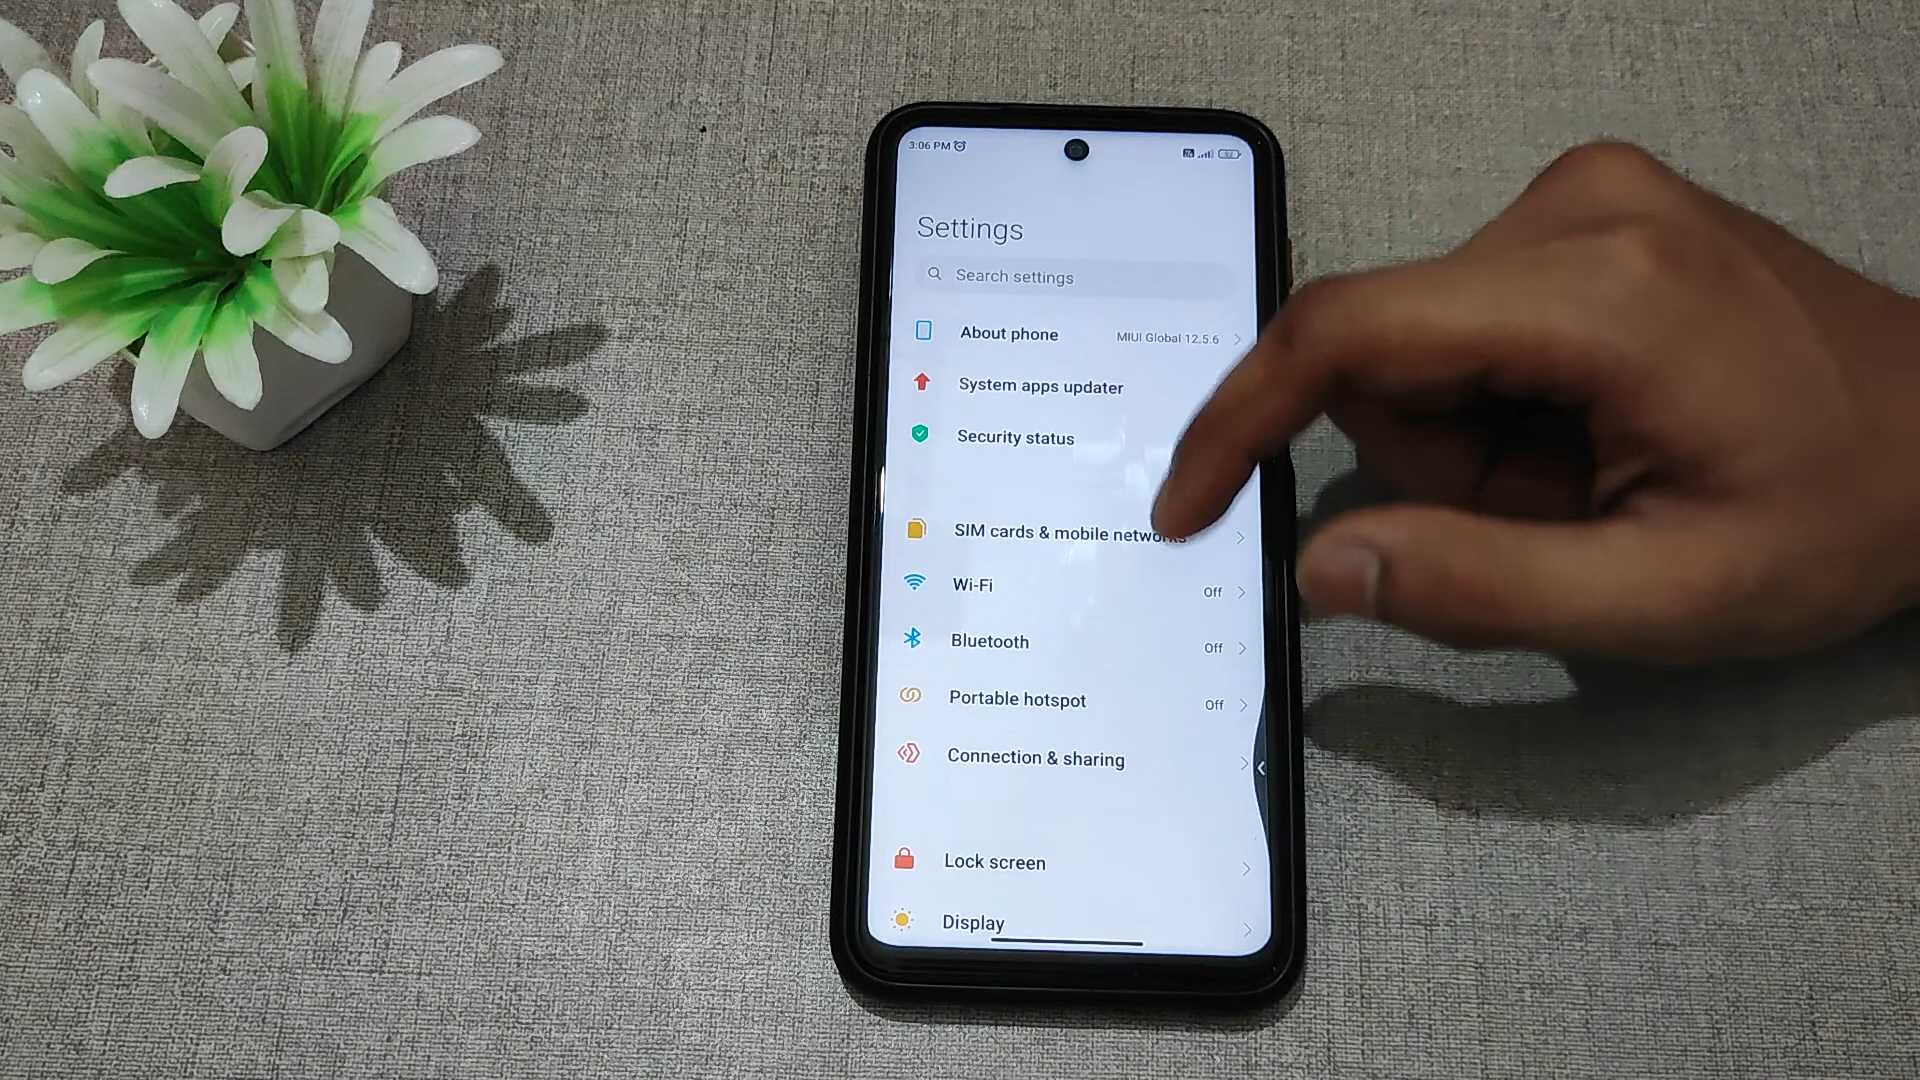 3:06 PM
Settings
Search settings
About phone MIUI Global 12.5.6
System apps updater
Security status
SIM cards & mobile networks
Wi-Fi Off
Bluetooth Off
Portable hotspot Off
Connection & sharing
Lock screen
Display